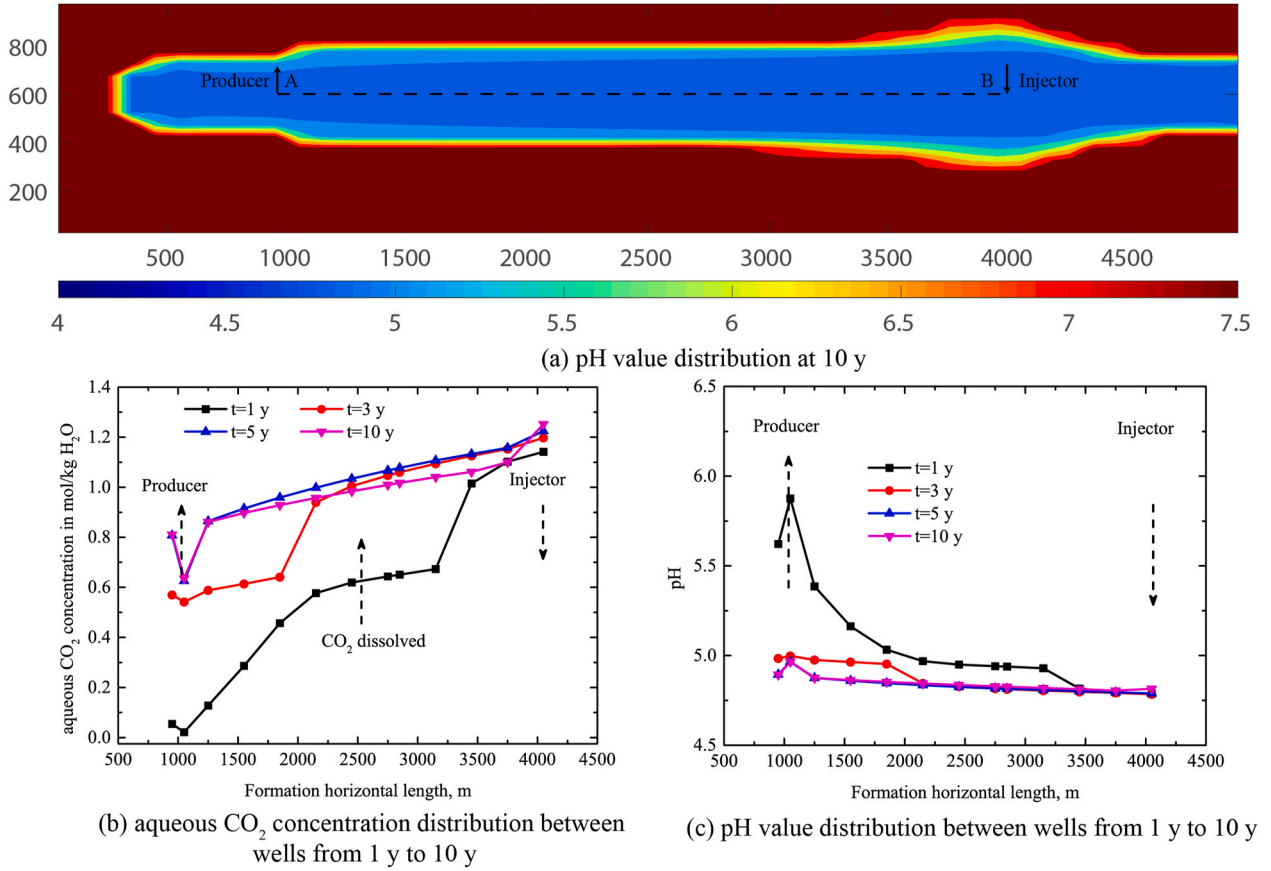 800
600
400
200
Producer A
B Injector
500 1000 1500 2000 2500 3000 3500 4000 4500
4 4.5 5 5.5 6 6.5 7 7.5
(a) pH value distribution at 10 y
aqueous CO2 concentration in mol/kg H2O
1.4
1.2
1.0
0.8
0.6
0.4
0.2
0.0
t=1 y t=3 y
t=5 y t=10 y
Producer
Injector
CO2 dissolved
500 1000 1500 2000 2500 3000 3500 4000 4500
Formation horizontal length, m
(b) aqueous CO2 concentration distribution between
wells from 1 y to 10 y
pH
6.5
6.0
5.5
5.0
4.5
Producer
Injector
t=1 y
t=3 y
t=5 y
t=10 y
500 1000 1500 2000 2500 3000 3500 4000 4500
Formation horizontal length, m
(c) pH value distribution between wells from 1 y to 10 y